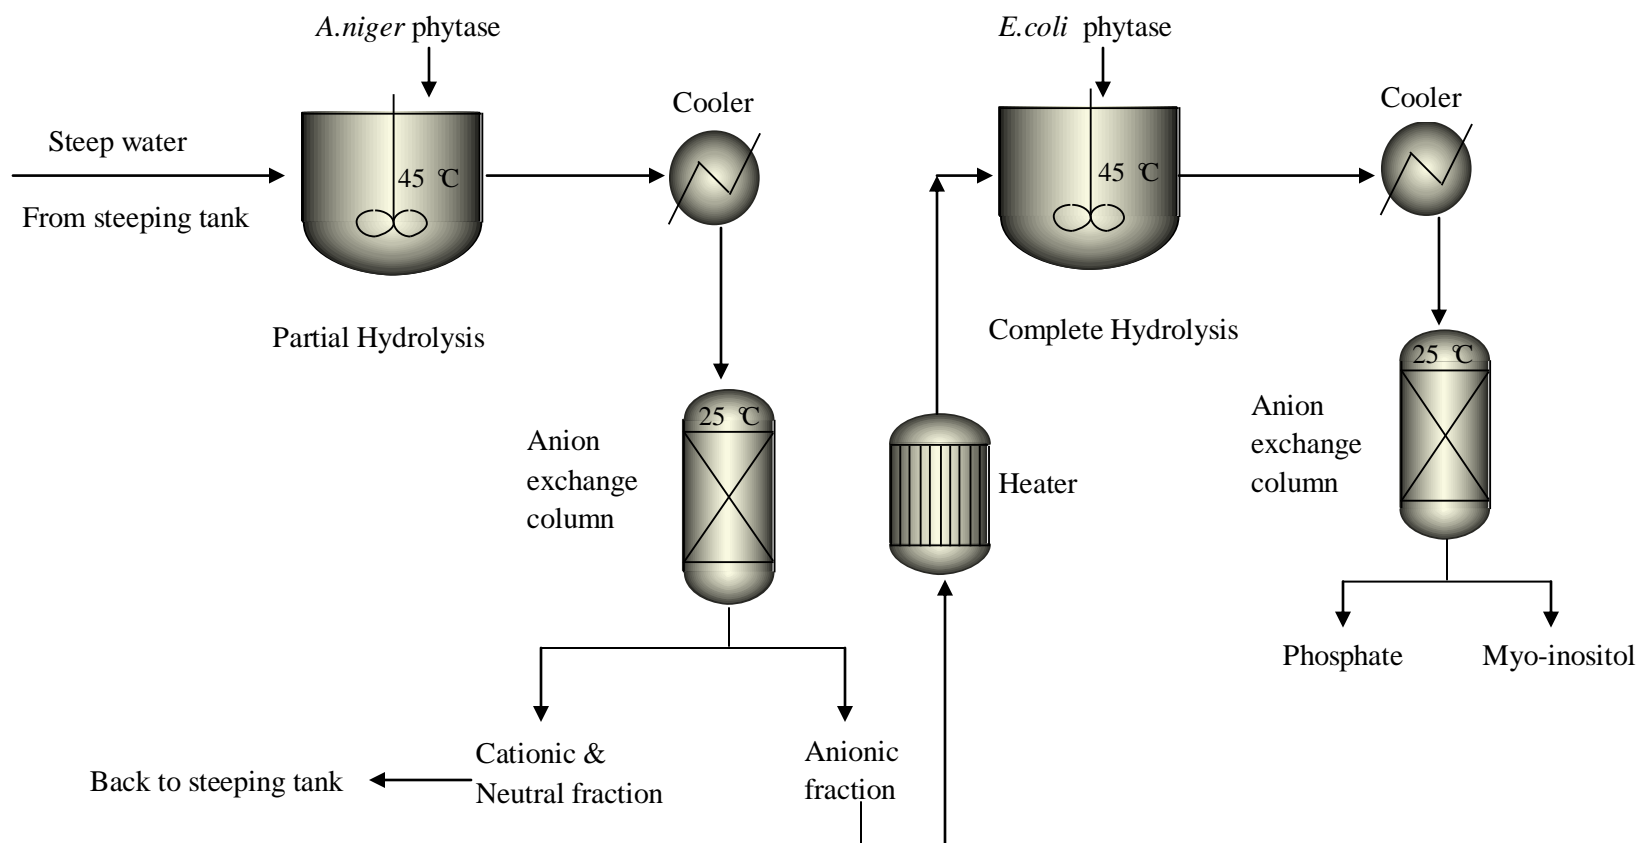 A.niger phytase
E.coli phytase
Cooler
Cooler
Steep water
45 °C
45 °C
From steeping tank
Partial Hydrolysis
Complete Hydrolysis
25 °C
25 °C
Anion
exchange
column
Heater
Anion
exchange
column
Phosphate
Myo-inositol
Cationic &
Neutral fraction
Anionic
fraction
Back to steeping tank